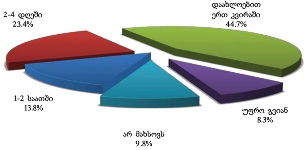 2-4 დღეში
23.4%
დაახლოებით
ერთ კვირაში
44.7%
1-2 საათში
13.8%
არ მახსოვს
9.8%
უფრო გვიან
8.3%